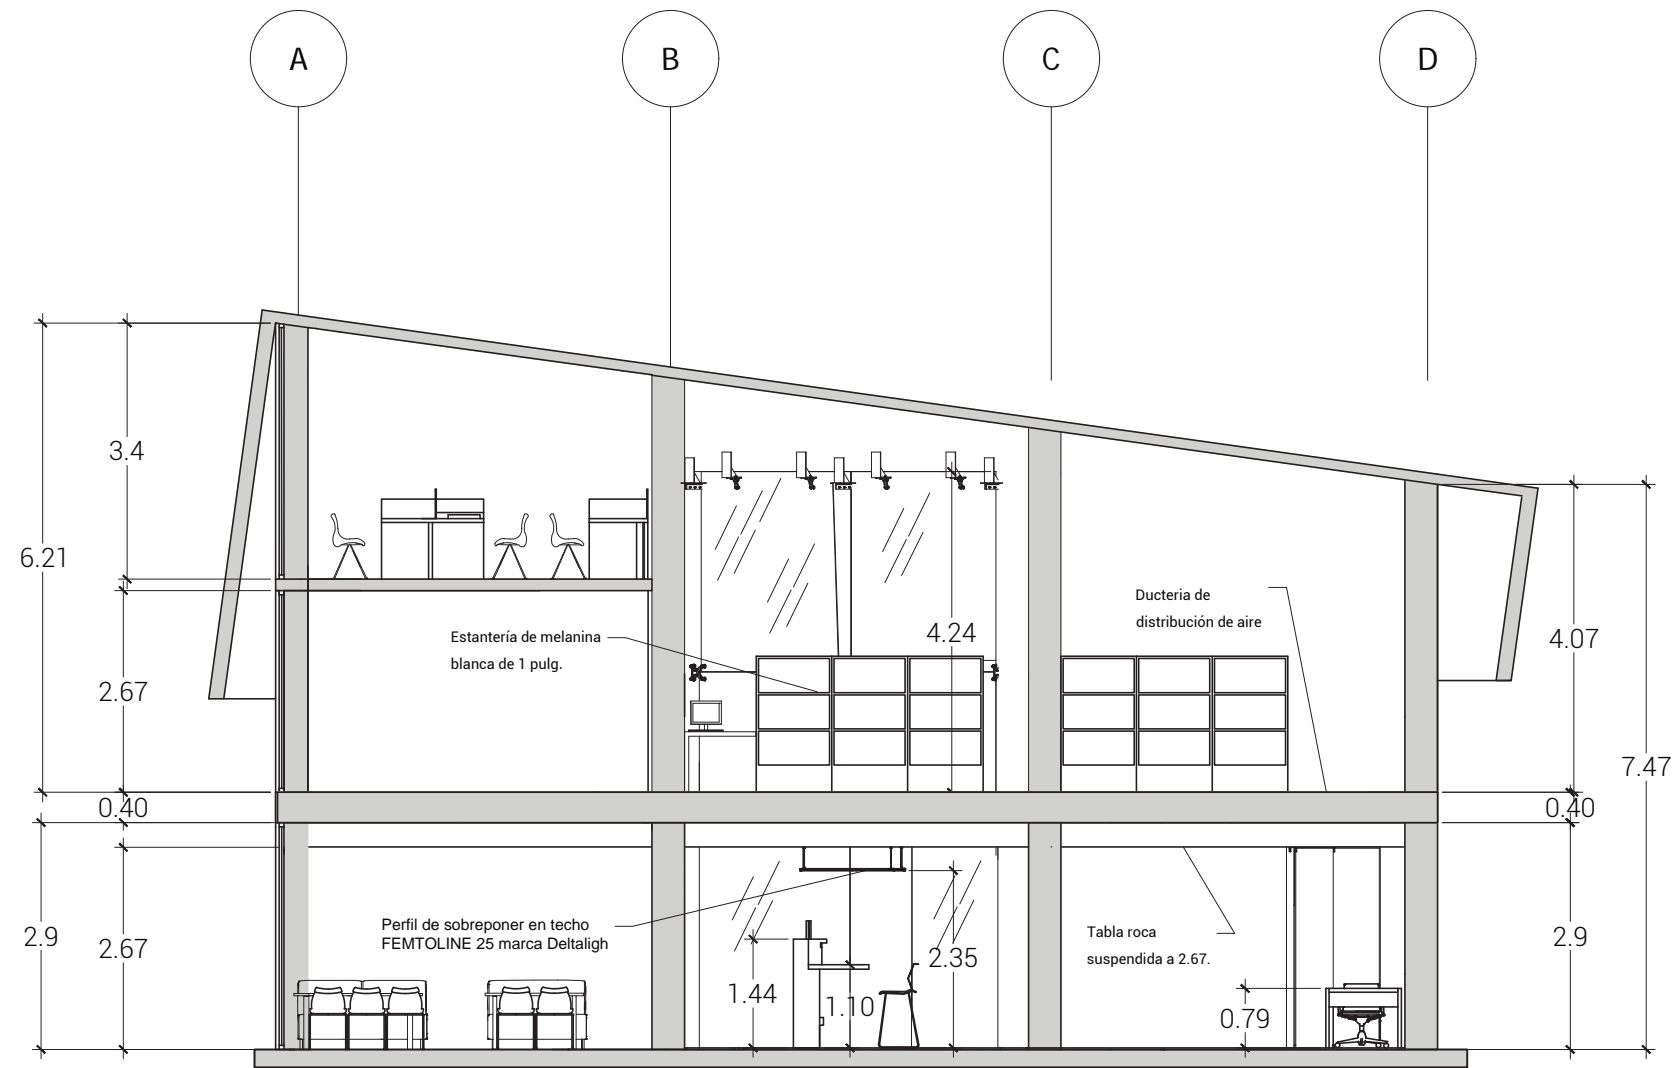 A
B
C
D
3.4
6.21
4.24
Ducteria de
distribución de aire
4.07
Estantería de melanina
blanca de 1 pulg.
2.67
7.47
0.40
0.40
Perfil de sobreponer en techo
FEMTOLINE 25 marca Deltaligh
2.9
2.67
2.35
Tabla roca
suspendida a 2.67.
2.9
1.44
1.10
0.79